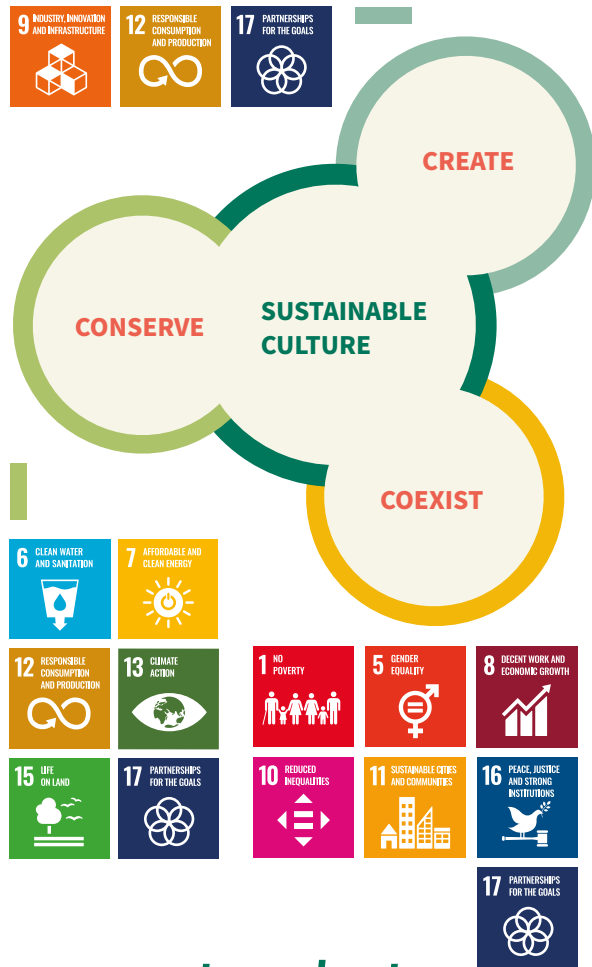 9 INDUSTRY, INNOVATION
AND INFRASTRUCTURE
12 RESPONSIBLE
CONSUMPTION
AND PRODUCTION
17 PARTNERSHIPS
FOR THE GOALS
CREATE
CONSERVE
SUSTAINABLE
CULTURE
COEXIST
6 CLEAN WATER
AND SANITATION
7 AFFORDABLE AND
CLEAN ENERGY
12 RESPONSIBLE
CONSUMPTION
AND PRODUCTION
13 CLIMATE
ACTION
15 LIFE
ON LAND
17 PARTNERSHIPS
FOR THE GOALS
1 NO
POVERTY
5 GENDER
EQUALITY
8 DECENT WORK AND
ECONOMIC GROWTH
10 REDUCED
INEQUALITIES
11 SUSTAINABLE CITIES
AND COMMUNITIES
16 PEACE, JUSTICE
AND STRONG
INSTITUTIONS
17 PARTNERSHIPS
FOR THE GOALS